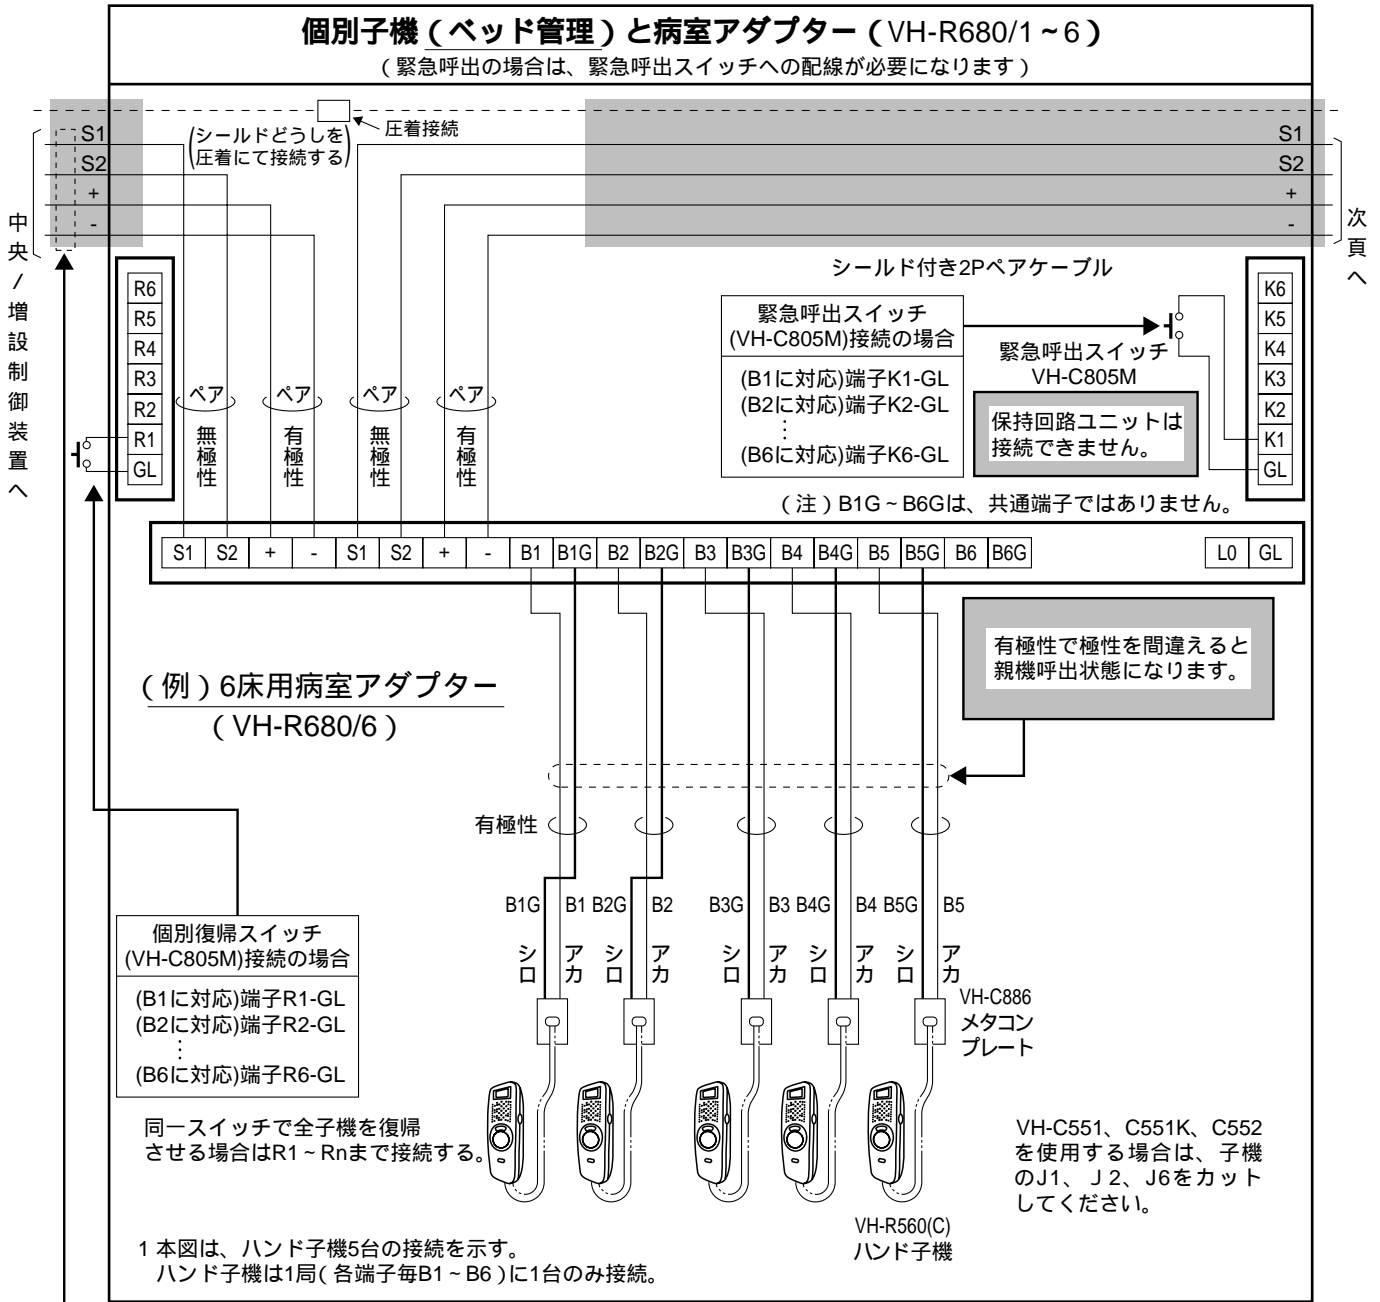 個別子機(ベッド管理)と病室アダプター(VH-R680/1~6)
(緊急呼出の場合は、緊急呼出スイッチへの配線が必要になります)
(シールドどうしを
圧着にて接続する)
圧着接続
S1
S2
+
-
S1
S2
+
-
中央/増設制御装置へ
次頁へ
シールド付き2Pペアケーブル
R6
R5
R4
R3
R2
R1
GL
ペア
ペア
ペア
ペア
無極性
有極性
無極性
有極性
緊急呼出スイッチ
(VH-C805M)接続の場合
(B1に対応)端子K1-GL
(B2に対応)端子K2-GL
⋮
(B6に対応)端子K6-GL
緊急呼出スイッチ
VH-C805M
保持回路ユニットは
接続できません。
K6
K5
K4
K3
K2
K1
GL
(注)B1G~B6Gは、共通端子ではありません。
S1 S2 + - S1 S2 + - B1 B1G B2 B2G B3 B3G B4 B4G B5 B5G B6 B6G L0 GL
有極性で極性を間違えると
親機呼出状態になります。
(例)6床用病室アダプター
(VH-R680/6)
有極性
B1G B1 B2G B2 B3G B3 B4G B4 B5G B5
シロ アカ シロ アカ シロ アカ シロ アカ シロ アカ
VH-C886
メタコン
プレート
個別復帰スイッチ
(VH-C805M)接続の場合
(B1に対応)端子R1-GL
(B2に対応)端子R2-GL
⋮
(B6に対応)端子R6-GL
同一スイッチで全子機を復帰
させる場合はR1~Rnまで接続する。
VH-C551、C551K、C552
を使用する場合は、子機
のJ1、J2、J6をカット
してください。
VH-R560(C)
ハンド子機
1 本図は、ハンド子機5台の接続を示す。
ハンド子機は1局(各端子毎B1~B6)に1台のみ接続。